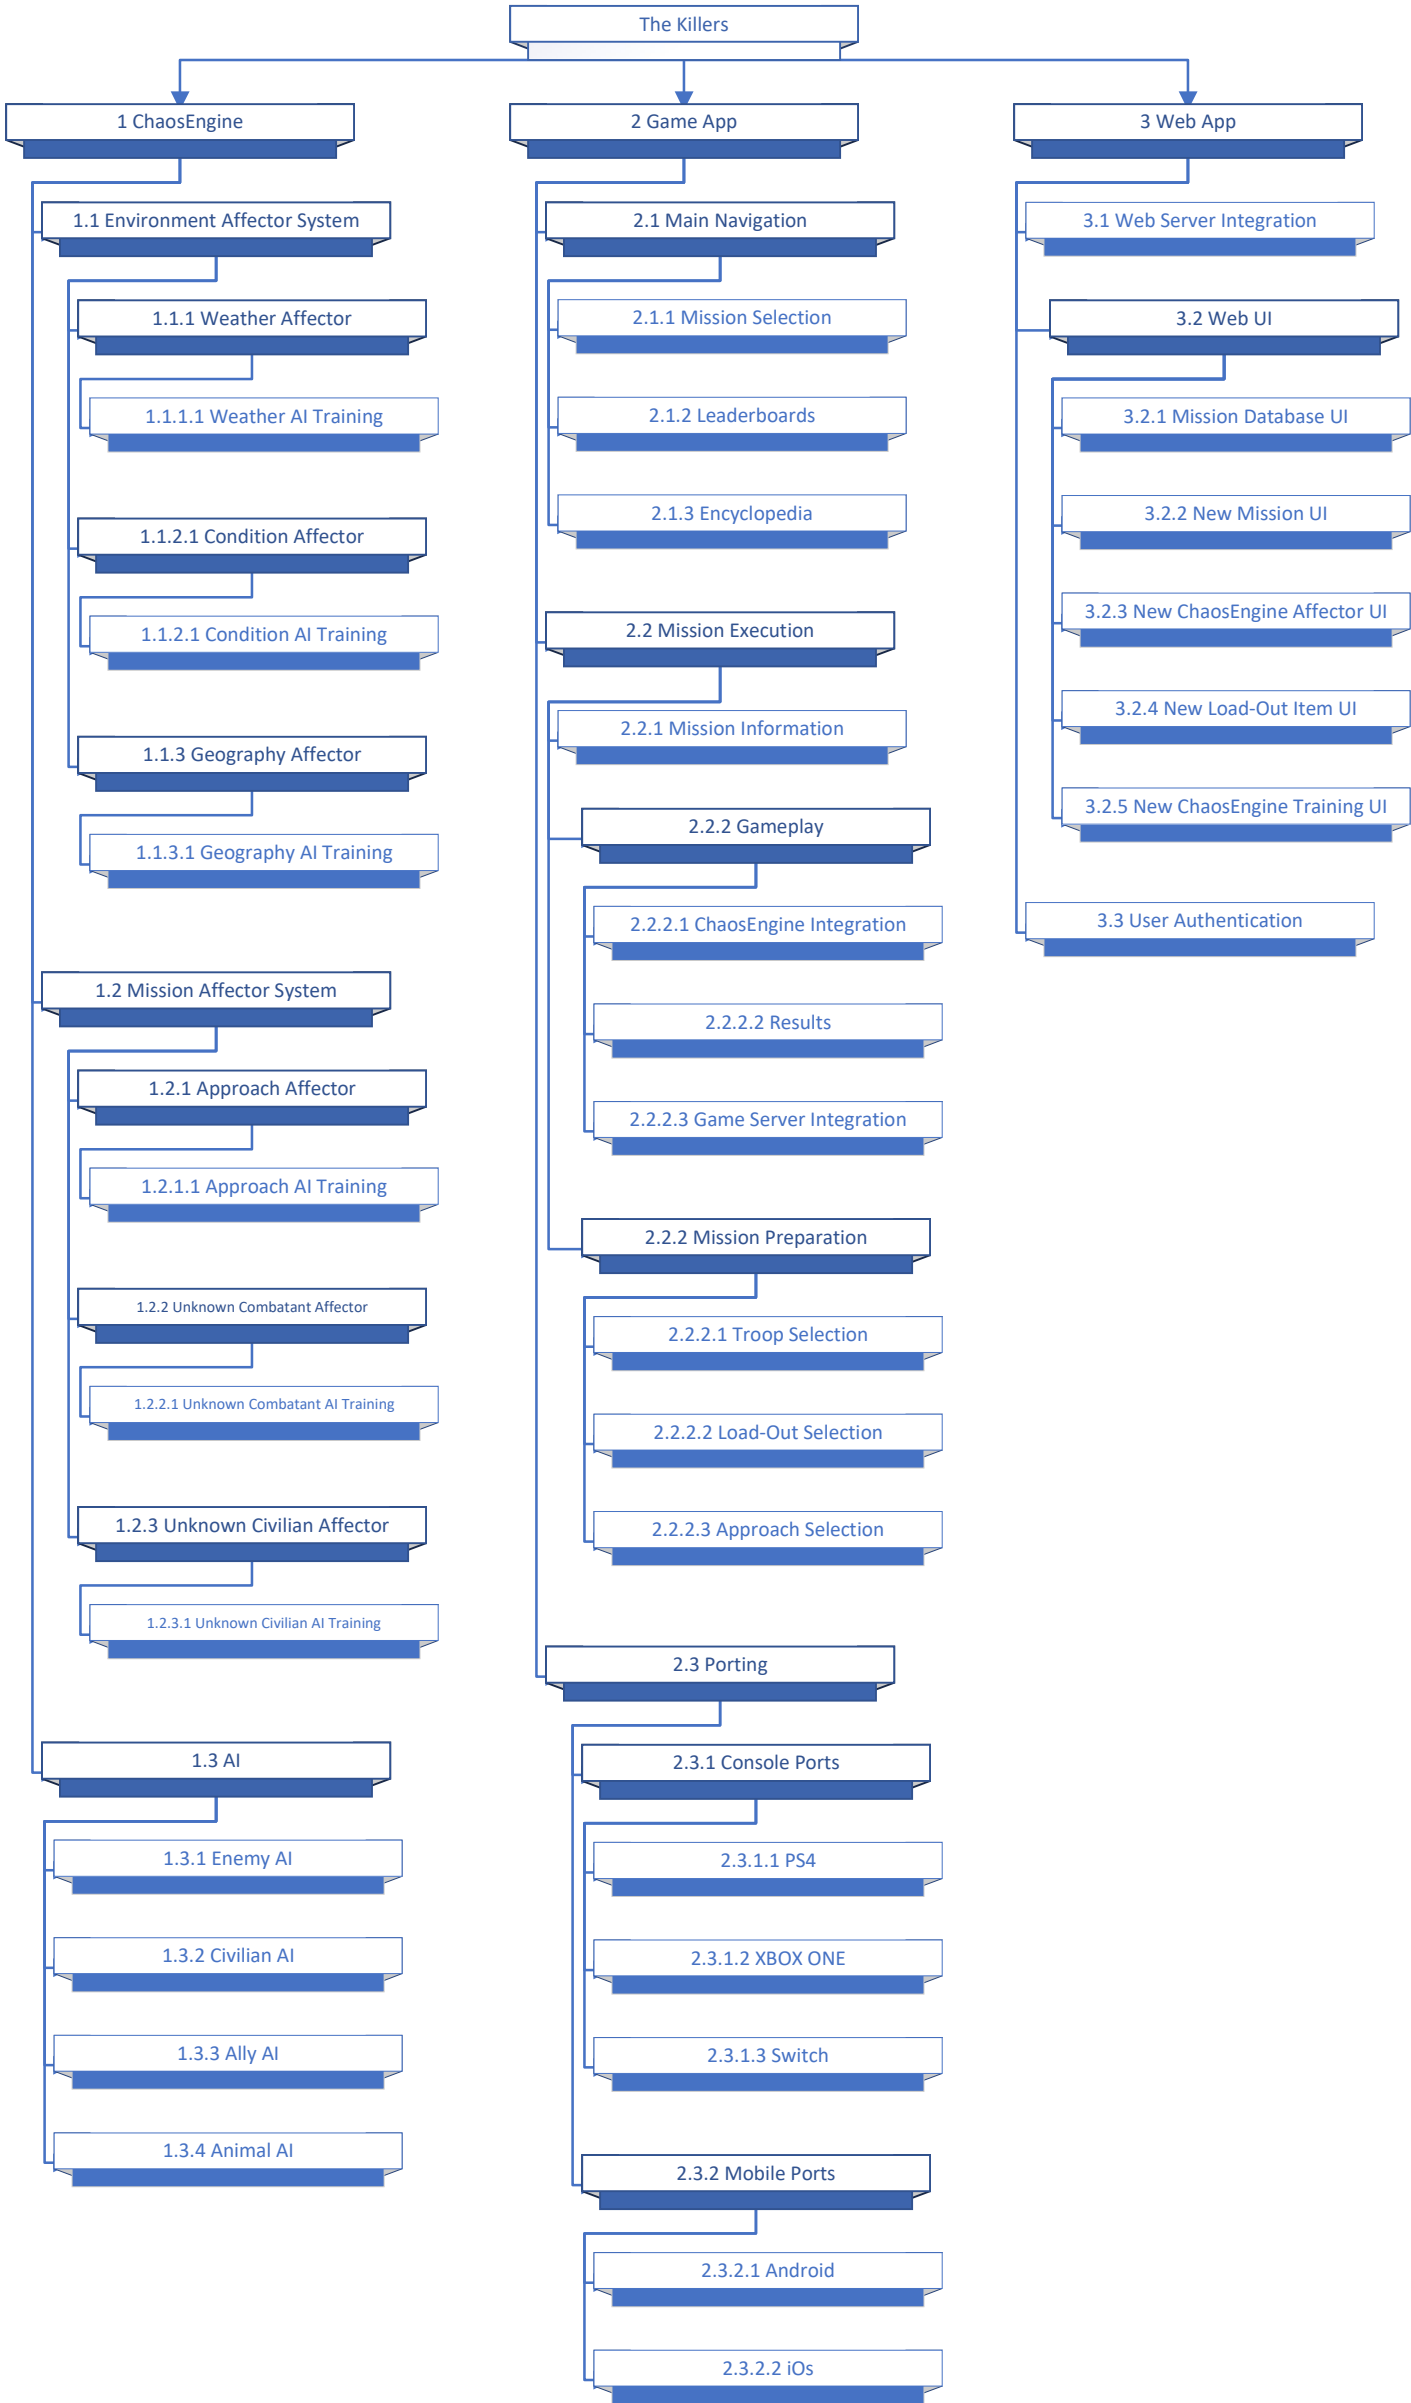 The Killers
1 ChaosEngine
1.1 Environment Affector System
1.1.1 Weather Affector
1.1.1.1 Weather AI Training
1.1.2.1 Condition Affector
1.1.2.1 Condition AI Training
1.1.3 Geography Affector
1.1.3.1 Geography AI Training
1.2 Mission Affector System
1.2.1 Approach Affector
1.2.1.1 Approach AI Training
1.2.2 Unknown Combatant Affector
1.2.2.1 Unknown Combatant AI Training
1.2.3 Unknown Civilian Affector
1.2.3.1 Unknown Civilian AI Training
1.3 AI
1.3.1 Enemy AI
1.3.2 Civilian AI
1.3.3 Ally AI
1.3.4 Animal AI
2 Game App
2.1 Main Navigation
2.1.1 Mission Selection
2.1.2 Leaderboards
2.1.3 Encyclopedia
2.2 Mission Execution
2.2.1 Mission Information
2.2.2 Gameplay
2.2.2.1 ChaosEngine Integration
2.2.2.2 Results
2.2.2.3 Game Server Integration
2.2.2 Mission Preparation
2.2.2.1 Troop Selection
2.2.2.2 Load-Out Selection
2.2.2.3 Approach Selection
2.3 Porting
2.3.1 Console Ports
2.3.1.1 PS4
2.3.1.2 XBOX ONE
2.3.1.3 Switch
2.3.2 Mobile Ports
2.3.2.1 Android
2.3.2.2 iOs
3 Web App
3.1 Web Server Integration
3.2 Web UI
3.2.1 Mission Database UI
3.2.2 New Mission UI
3.2.3 New ChaosEngine Affector UI
3.2.4 New Load-Out Item UI
3.2.5 New ChaosEngine Training UI
3.3 User Authentication